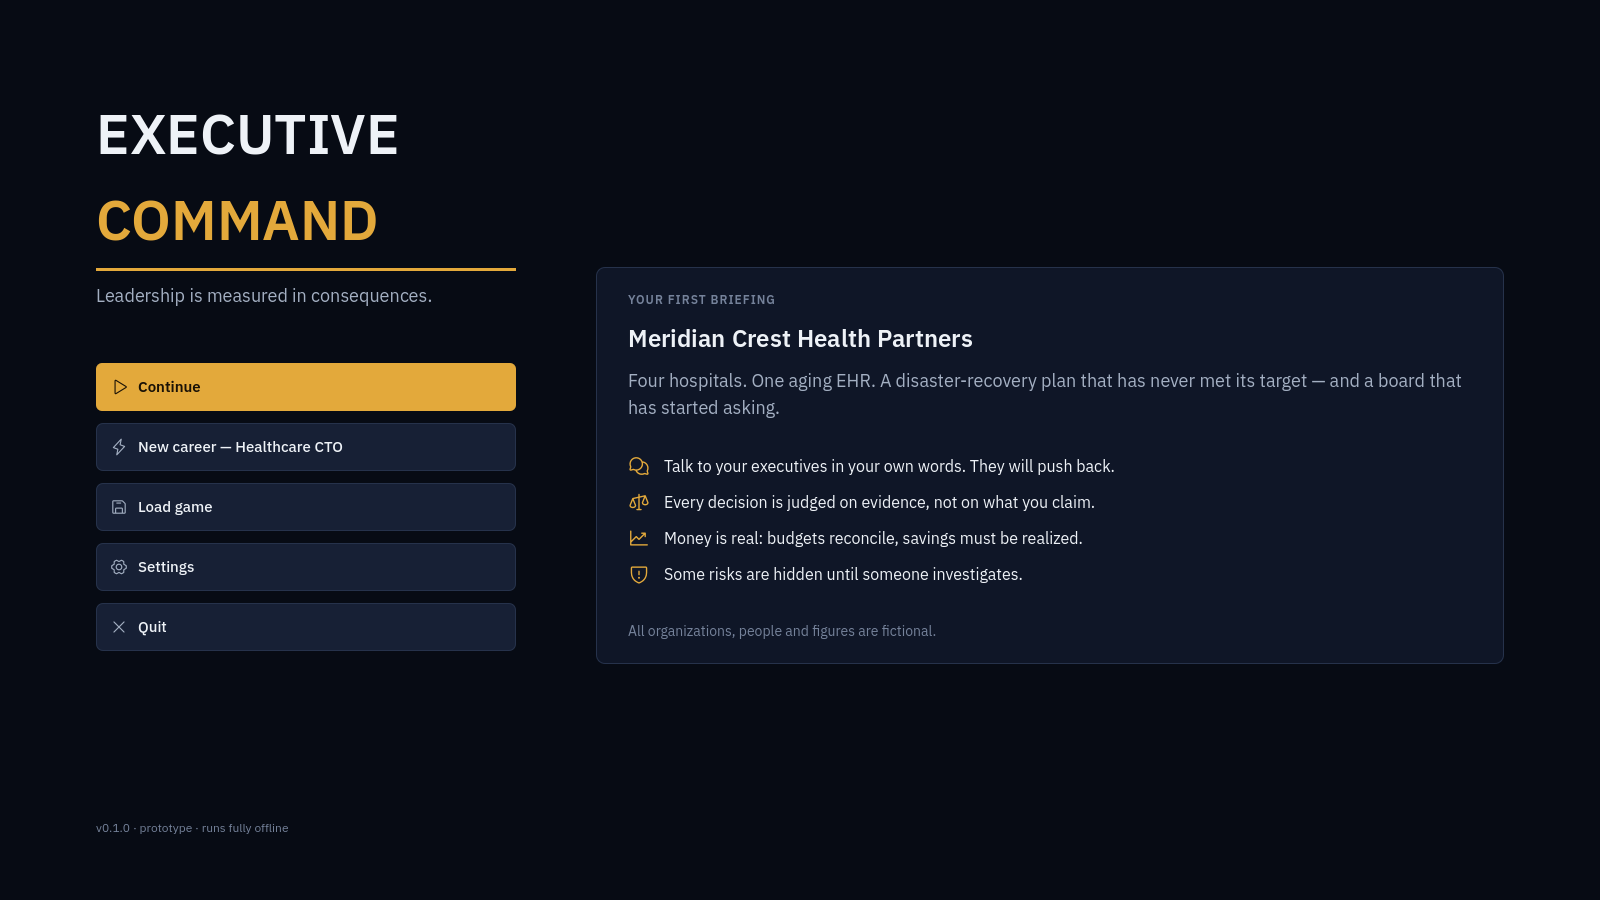 EXECUTIVE
COMMAND
Leadership is measured in consequences.
Continue
New career — Healthcare CTO
Load game
Settings
Quit
v0.1.0 · prototype · runs fully offline
YOUR FIRST BRIEFING
Meridian Crest Health Partners
Four hospitals. One aging EHR. A disaster-recovery plan that has never met its target — and a board that
has started asking.
Talk to your executives in your own words. They will push back.
Every decision is judged on evidence, not on what you claim.
Money is real: budgets reconcile, savings must be realized.
Some risks are hidden until someone investigates.
All organizations, people and figures are fictional.